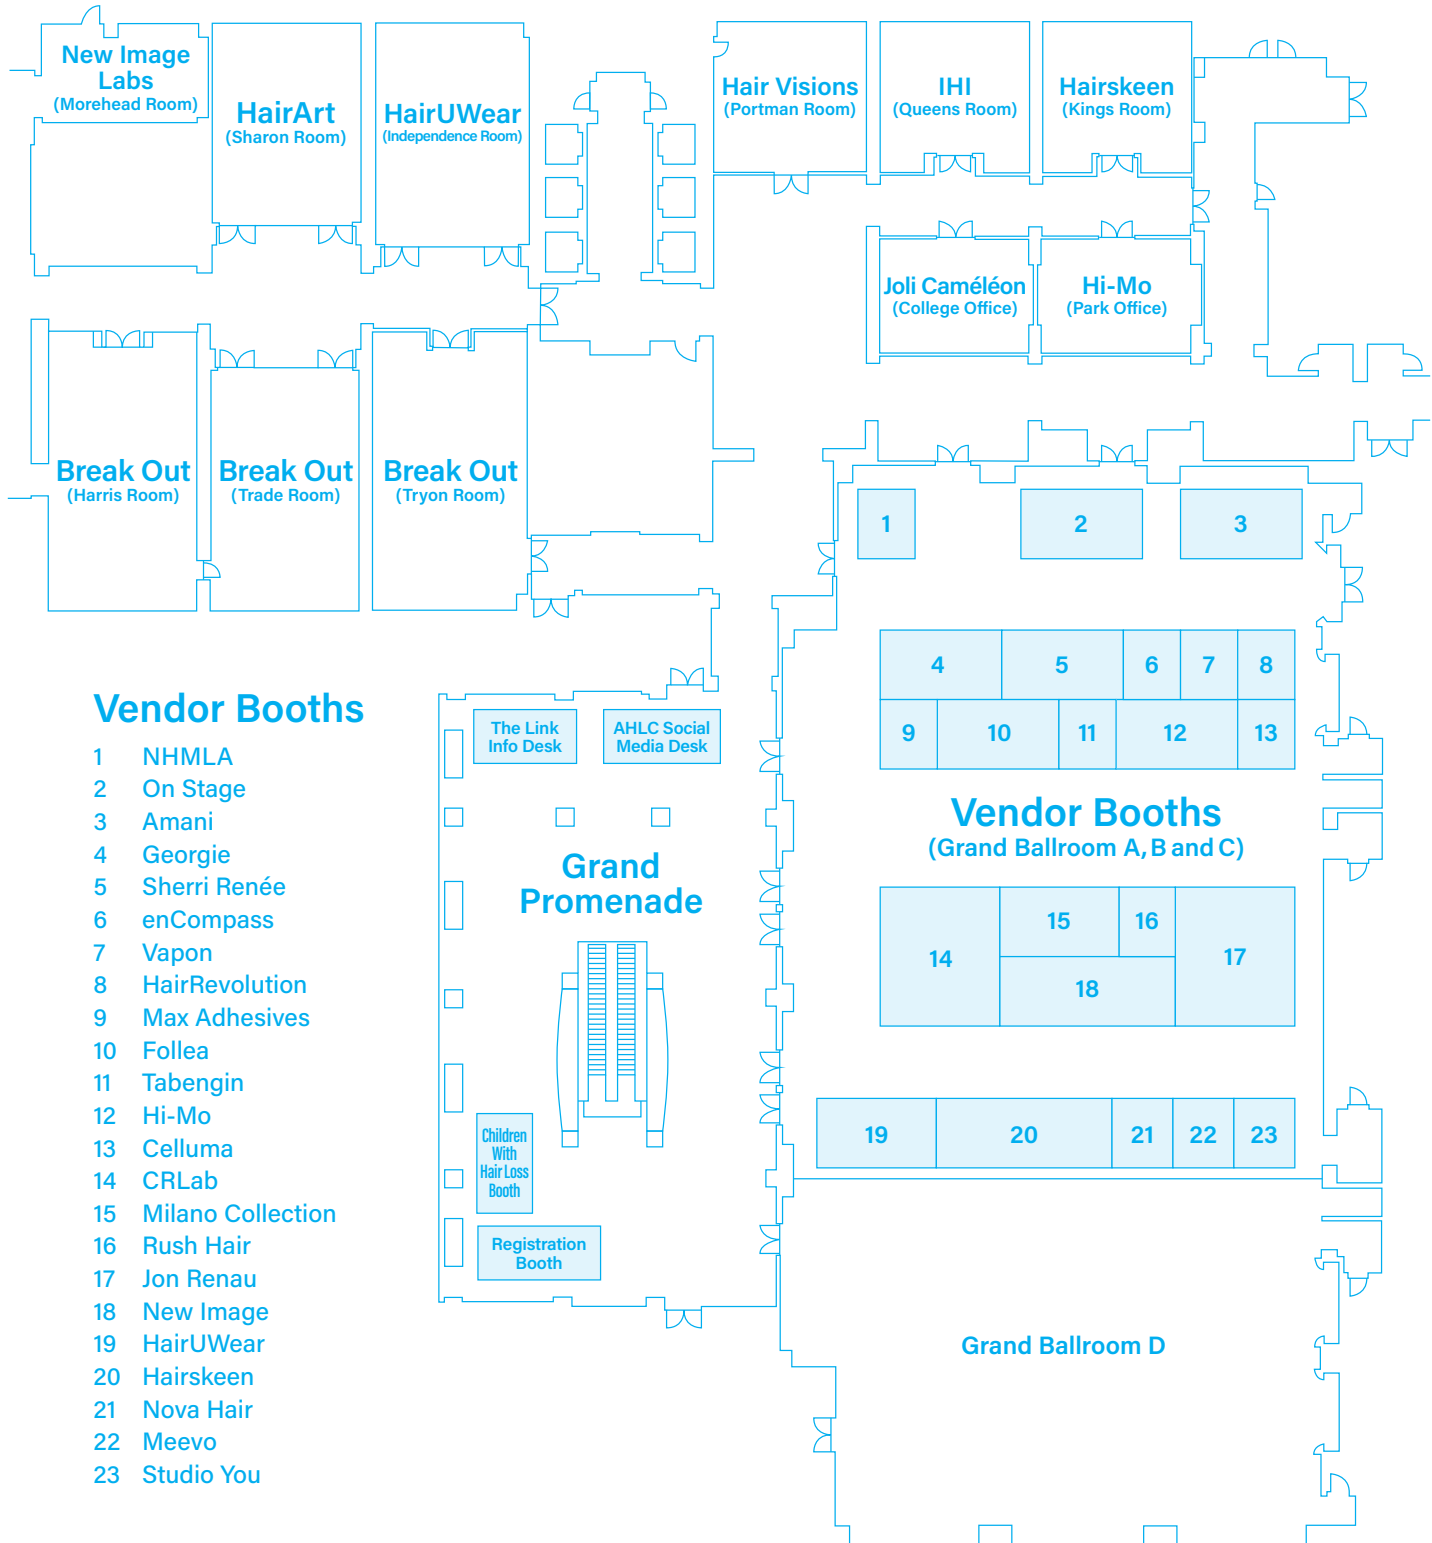 New Image
Labs
(Morehead Room)
HairArt
(Sharon Room)
HairUWear
(Independence Room)
Hair Visions
(Portman Room)
IHI
(Queens Room)
Hairskeen
(Kings Room)
Joli Caméléon
(College Office)
Hi-Mo
(Park Office)
Break Out
(Harris Room)
Break Out
(Trade Room)
Break Out
(Tryon Room)
1
2
3
4
5
6
7
8
9
10
11
12
13
Vendor Booths
(Grand Ballroom A, B and C)
14
15
16
17
18
19
20
21
22
23
Grand Ballroom D
The Link
Info Desk
AHLC Social
Media Desk
Grand
Promenade
Children
With
Hair Loss
Booth
Registration
Booth
Vendor Booths
1 NHMLA
2 On Stage
3 Amani
4 Georgie
5 Sherri Renée
6 enCompass
7 Vapon
8 HairRevolution
9 Max Adhesives
10 Follea
11 Tabengin
12 Hi-Mo
13 Celluma
14 CRLab
15 Milano Collection
16 Rush Hair
17 Jon Renau
18 New Image
19 HairUWear
20 Hairskeen
21 Nova Hair
22 Meevo
23 Studio You